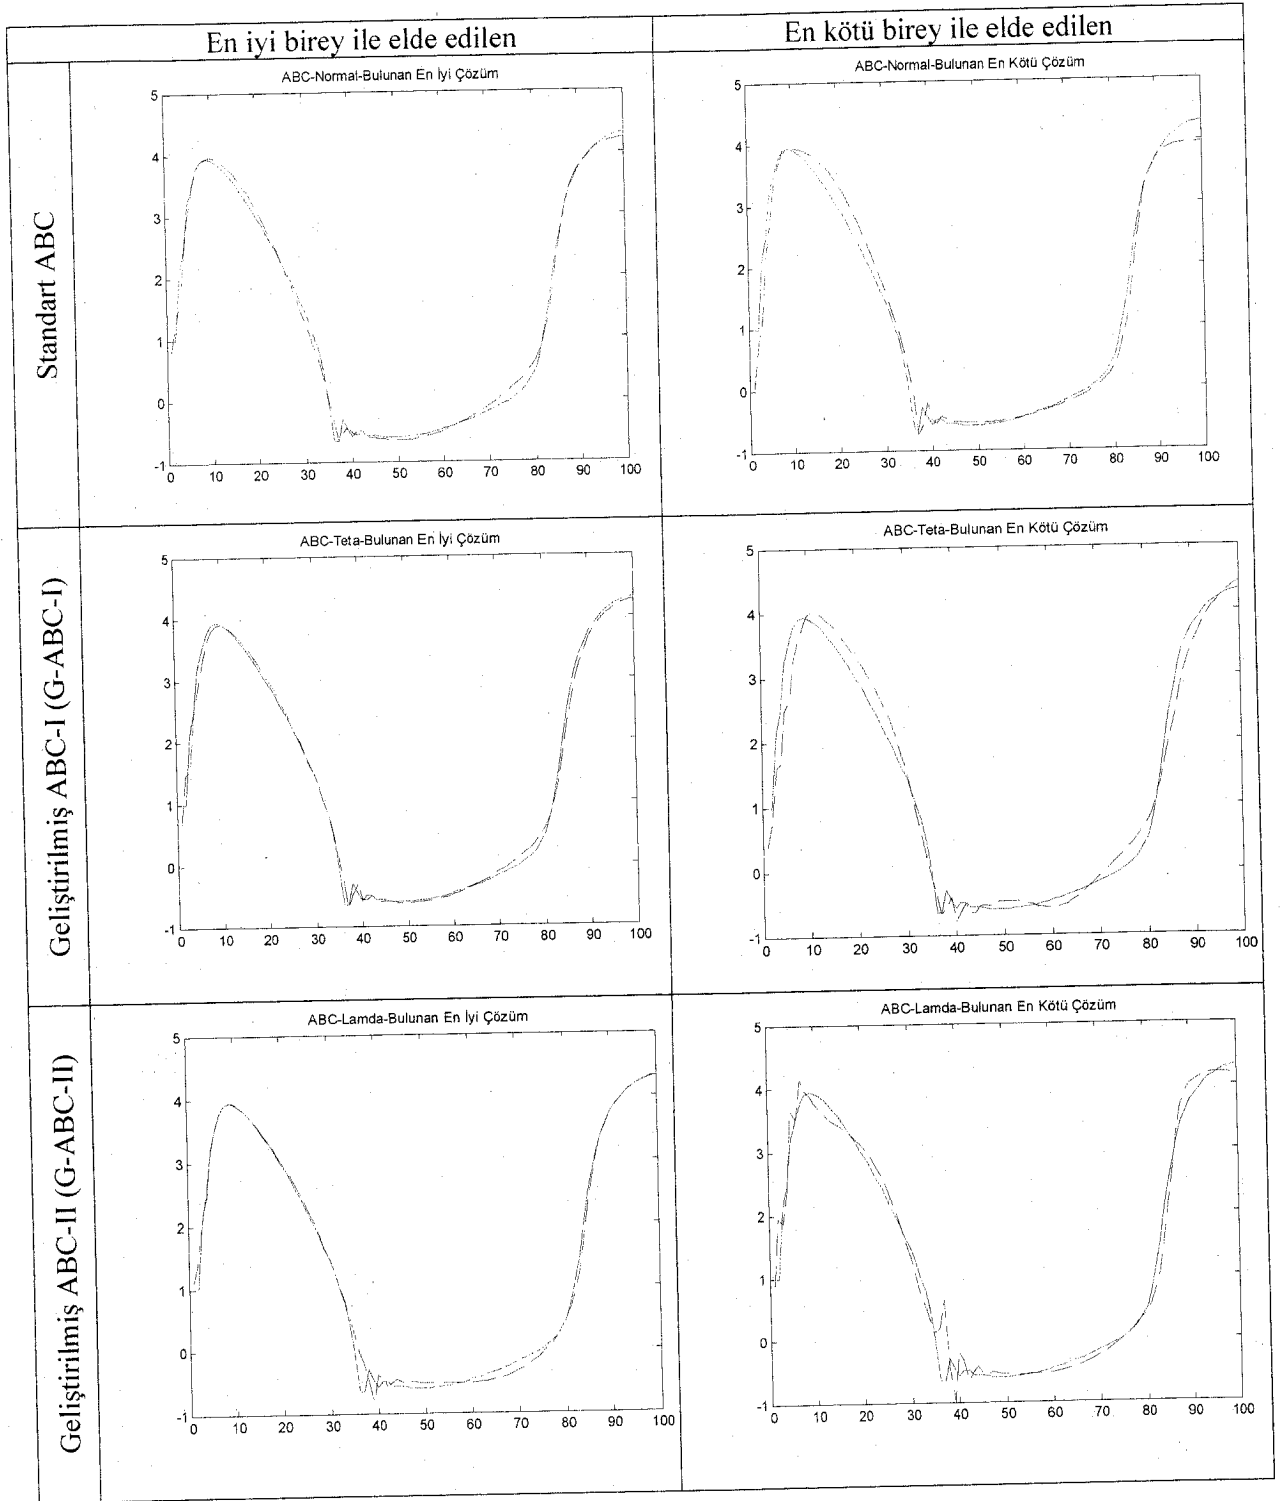 En iyi birey ile elde edilen
En kötü birey ile elde edilen
Standart ABC
ABC-Normal-Bulunan En İyi Çözüm
5
4
3
2
1
0
-1
0 10 20 30 40 50 60 70 80 90 100
ABC-Normal-Bulunan En Kötü Çözüm
5
4
3
2
1
0
-1
0 10 20 30 40 50 60 70 80 90 100
Geliştirilmiş ABC-I (G-ABC-I)
ABC-Teta-Bulunan En İyi Çözüm
5
4
3
2
1
0
-1
0 10 20 30 40 50 60 70 80 90 100
ABC-Teta-Bulunan En Kötü Çözüm
5
4
3
2
1
0
-1
0 10 20 30 40 50 60 70 80 90 100
Geliştirilmiş ABC-II (G-ABC-II)
ABC-Lamda-Bulunan En İyi Çözüm
5
4
3
2
1
0
-1
0 10 20 30 40 50 60 70 80 90 100
ABC-Lamda-Bulunan En Kötü Çözüm
5
4
3
2
1
0
-1
0 10 20 30 40 50 60 70 80 90 100